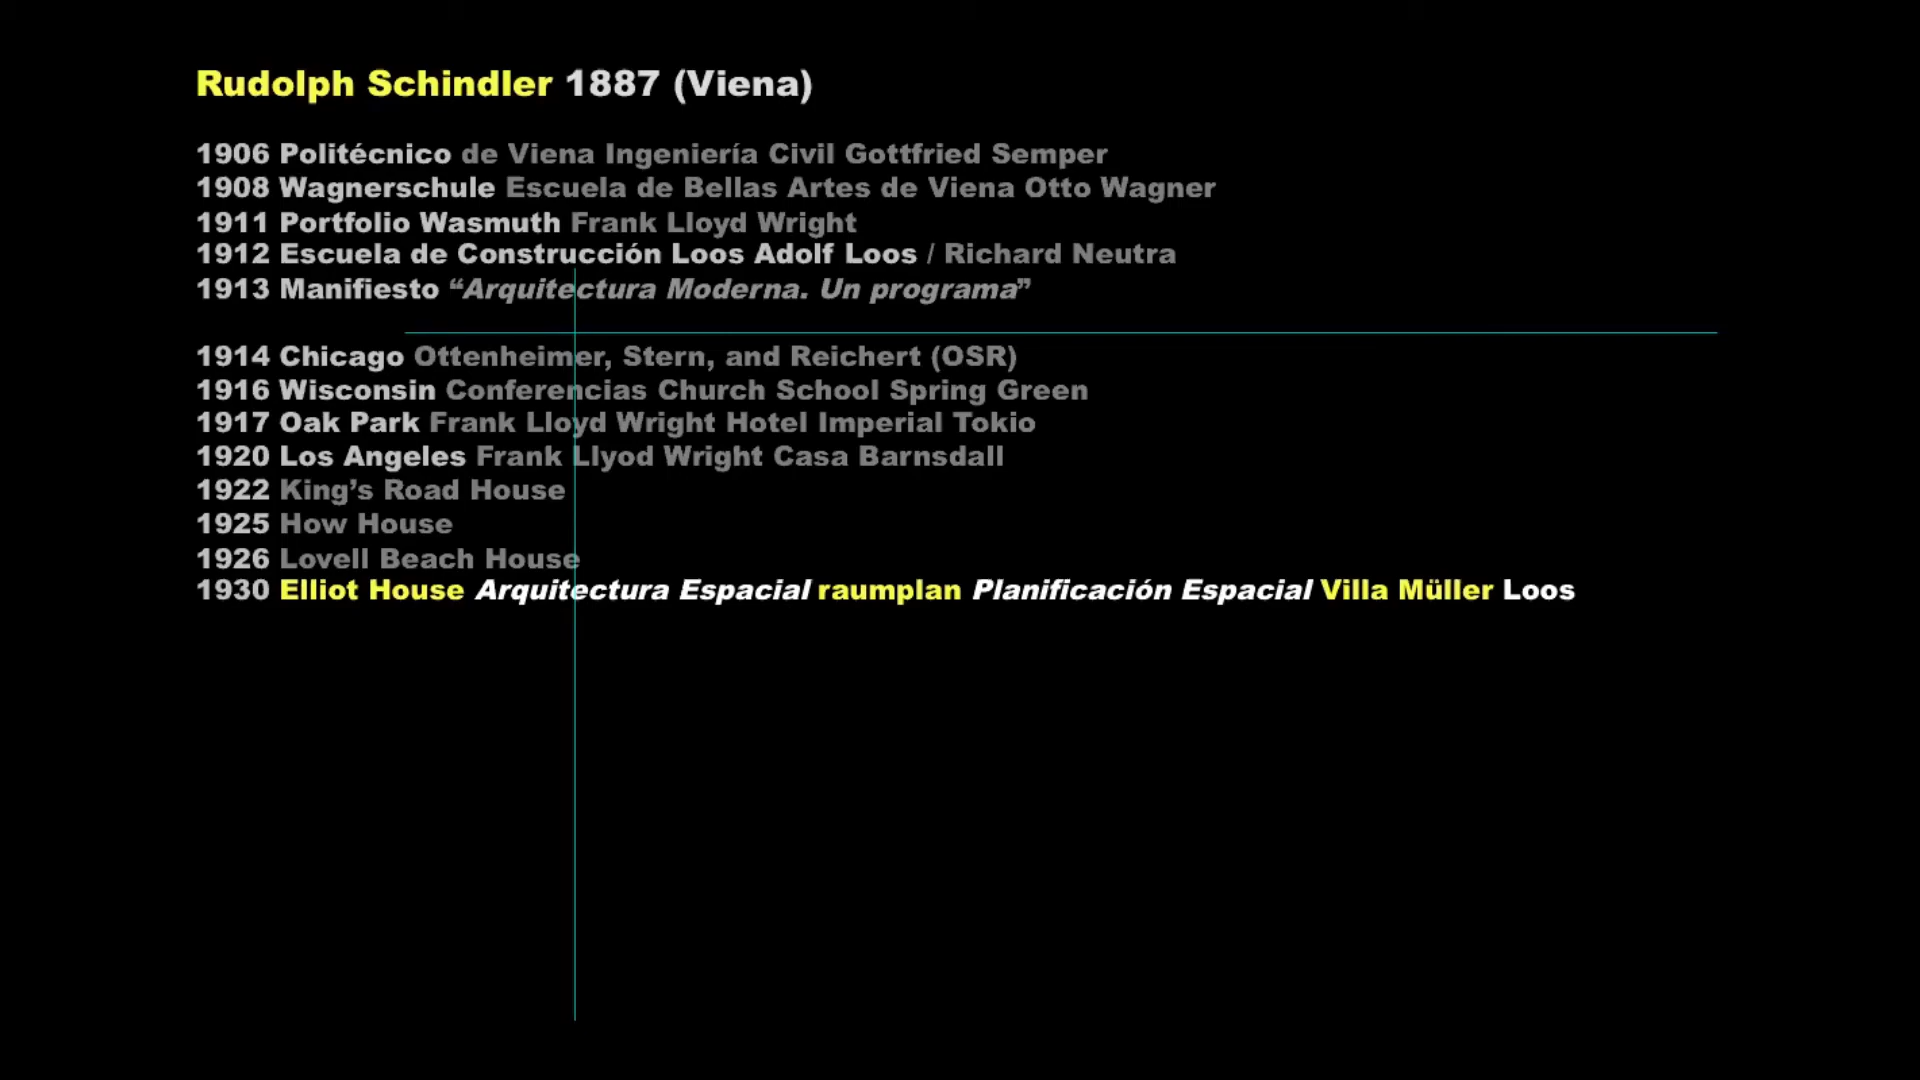 Rudolph Schindler 1887 (Viena)
1906 Politécnico de Viena Ingeniería Civil Gottfried Semper
1908 Wagnerschule Escuela de Bellas Artes de Viena Otto Wagner
1911 Portfolio Wasmuth Frank Lloyd Wright
1912 Escuela de Construcción Loos Adolf Loos / Richard Neutra
1913 Manifiesto “Arquitectura Moderna. Un programa”
1914 Chicago Ottenheimer, Stern, and Reichert (OSR)
1916 Wisconsin Conferencias Church School Spring Green
1917 Oak Park Frank Lloyd Wright Hotel Imperial Tokio
1920 Los Angeles Frank Llyod Wright Casa Barnsdall
1922 King’s Road House
1925 How House
1926 Lovell Beach House
1930 Elliot House Arquitectura Espacial raumplan Planificación Espacial Villa Müller Loos